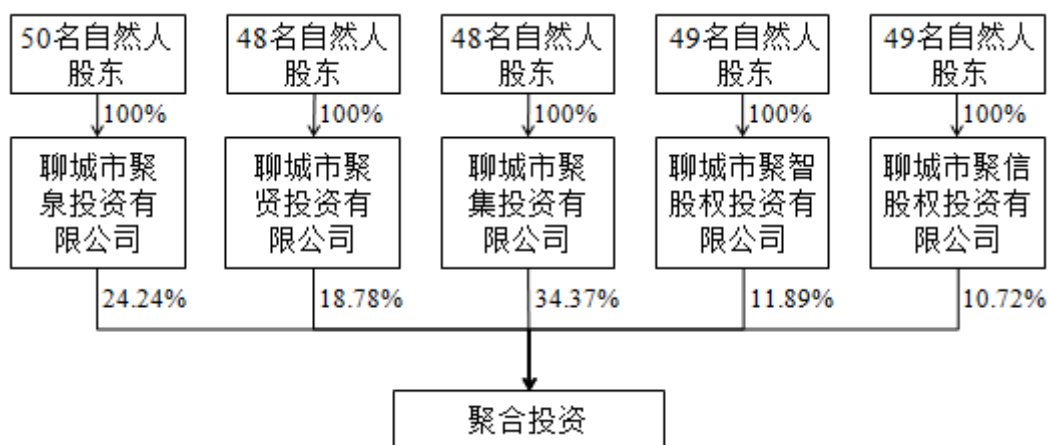 50名自然人
股东
48名自然人
股东
48名自然人
股东
49名自然人
股东
49名自然人
股东
100%
100%
100%
100%
100%
聊城市聚
泉投资有
限公司
聊城市聚
贤投资有
限公司
聊城市聚
集投资有
限公司
聊城市聚智
股权投资有
限公司
聊城市聚信
股权投资有
限公司
24.24%
18.78%
34.37%
11.89%
10.72%
聚合投资